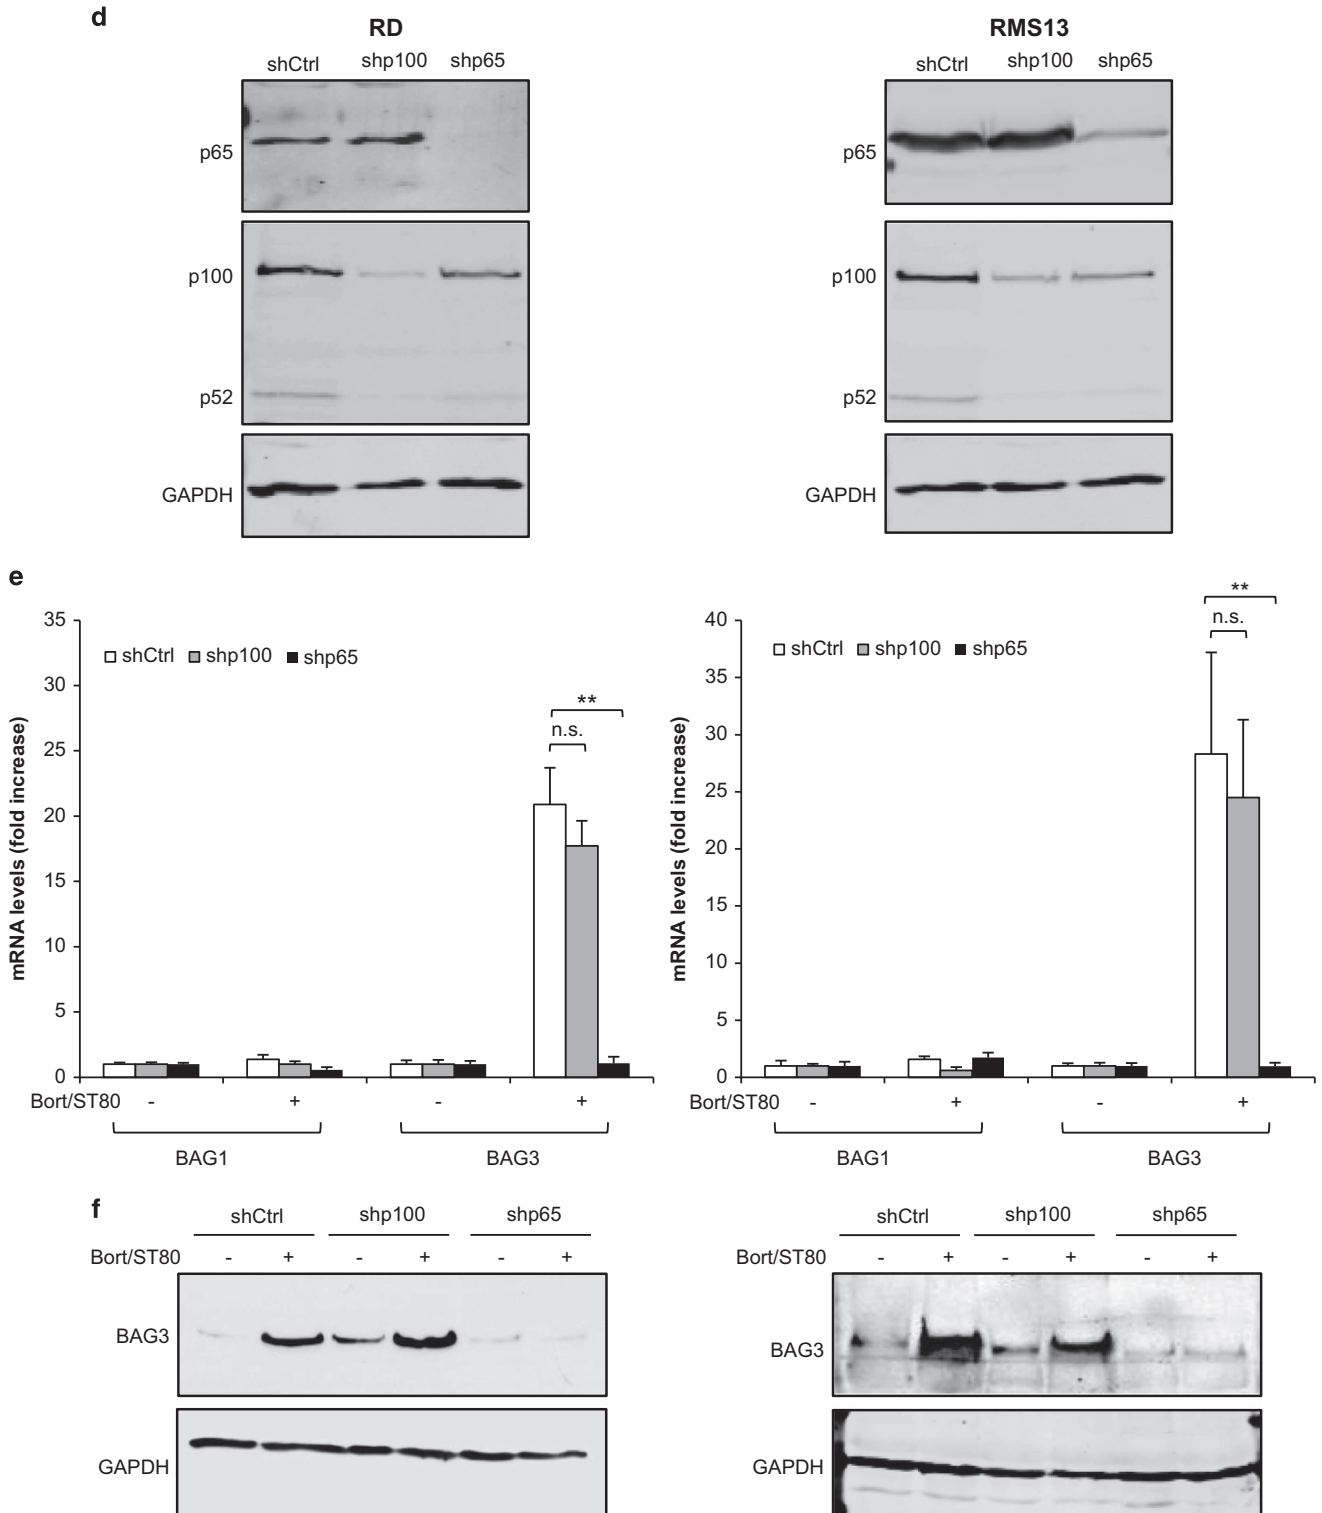 d
RD
RMS13
shCtrl shp100 shp65
shCtrl shp100 shp65
p65
p65
p100
p100
p52
p52
GAPDH
GAPDH
e
35
30
25
20
15
10
5
0
mRNA levels (fold increase)
shCtrl shp100 shp65
**
n.s.
Bort/ST80 - + - +
BAG1 BAG3
40
35
30
25
20
15
10
5
0
mRNA levels (fold increase)
shCtrl shp100 shp65
**
n.s.
Bort/ST80 - + - +
BAG1 BAG3
f
shCtrl shp100 shp65
Bort/ST80 - + - + - +
BAG3
GAPDH
shCtrl shp100 shp65
Bort/ST80 - + - + - +
BAG3
GAPDH